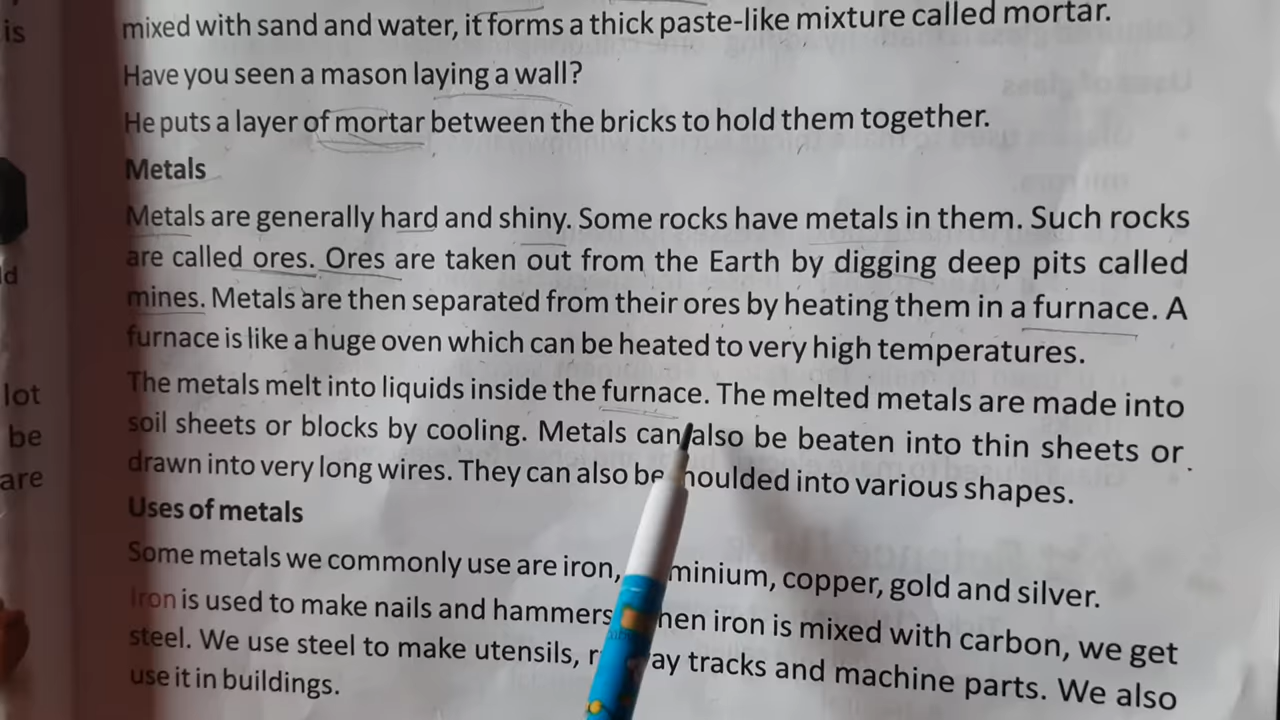 is
mixed with sand and water, it forms a thick paste-like mixture called mortar.
Have you seen a mason laying a wall?
He puts a layer of mortar between the bricks to hold them together.
Metals
Metals are generally hard and shiny. Some rocks have metals in them. Such rocks
are called ores. Ores are taken out from the Earth by digging deep pits called
mines. Metals are then separated from their ores by heating them in a furnace. A
furnace is like a huge oven which can be heated to very high temperatures.
The metals melt into liquids inside the furnace. The melted metals are made into
soil sheets or blocks by cooling. Metals can also be beaten into thin sheets or
drawn into very long wires. They can also be moulded into various shapes.
Uses of metals
Some metals we commonly use are iron, minium, copper, gold and silver.
Iron is used to make nails and hammers hen iron is mixed with carbon, we get
steel. We use steel to make utensils, r ay tracks and machine parts. We also
use it in buildings.
lot
be
are